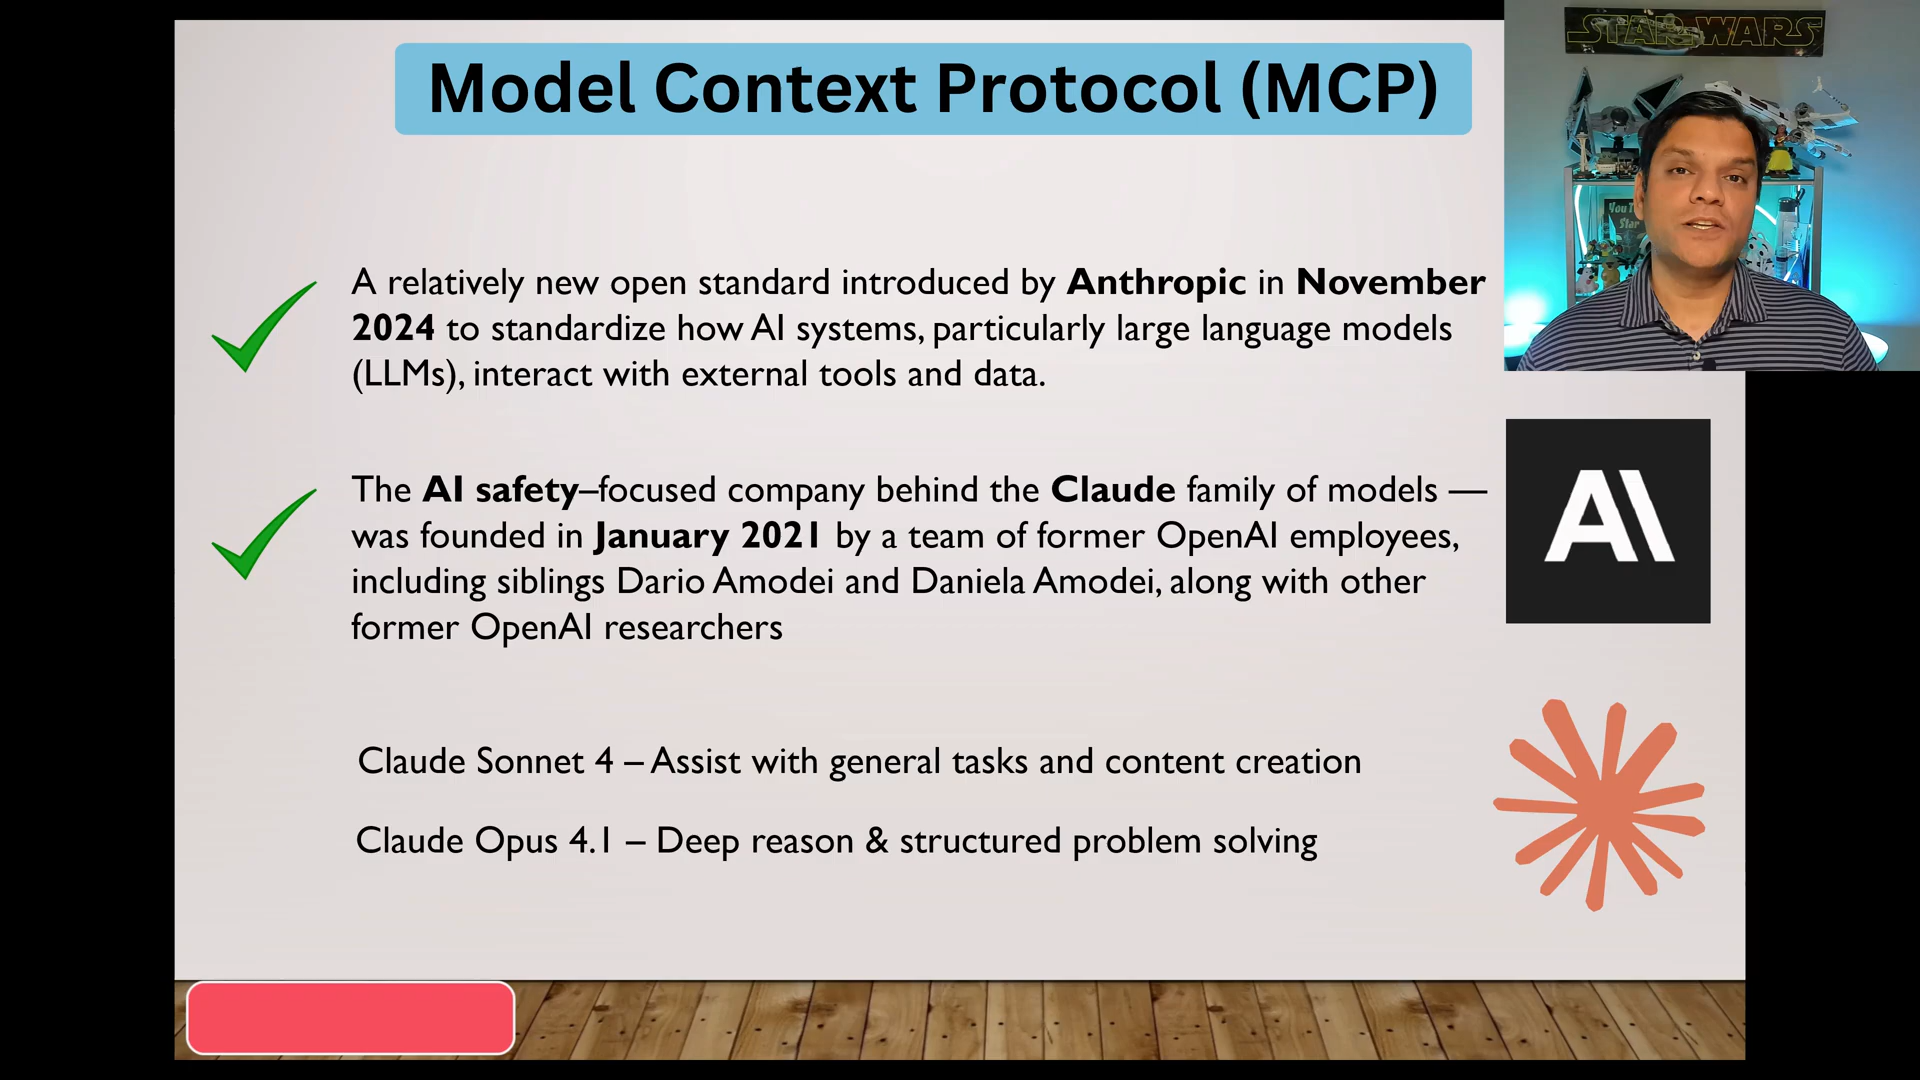 Model Context Protocol (MCP)
STAR WARS
You T
Star
A relatively new open standard introduced by Anthropic in November
2024 to standardize how AI systems, particularly large language models
(LLMs), interact with external tools and data.
The AI safety–focused company behind the Claude family of models —
was founded in January 2021 by a team of former OpenAI employees,
including siblings Dario Amodei and Daniela Amodei, along with other
former OpenAI researchers
AI
Claude Sonnet 4 – Assist with general tasks and content creation
Claude Opus 4.1 – Deep reason & structured problem solving